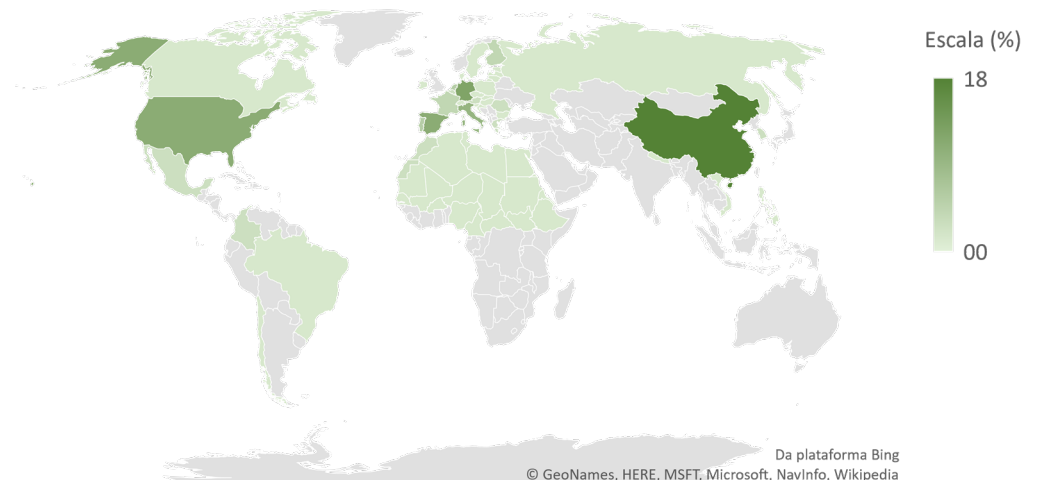 Escala (%)
18
00
Da plataforma Bing
© GeoNames, HERE, MSFT, Microsoft, NavInfo, Wikipedia